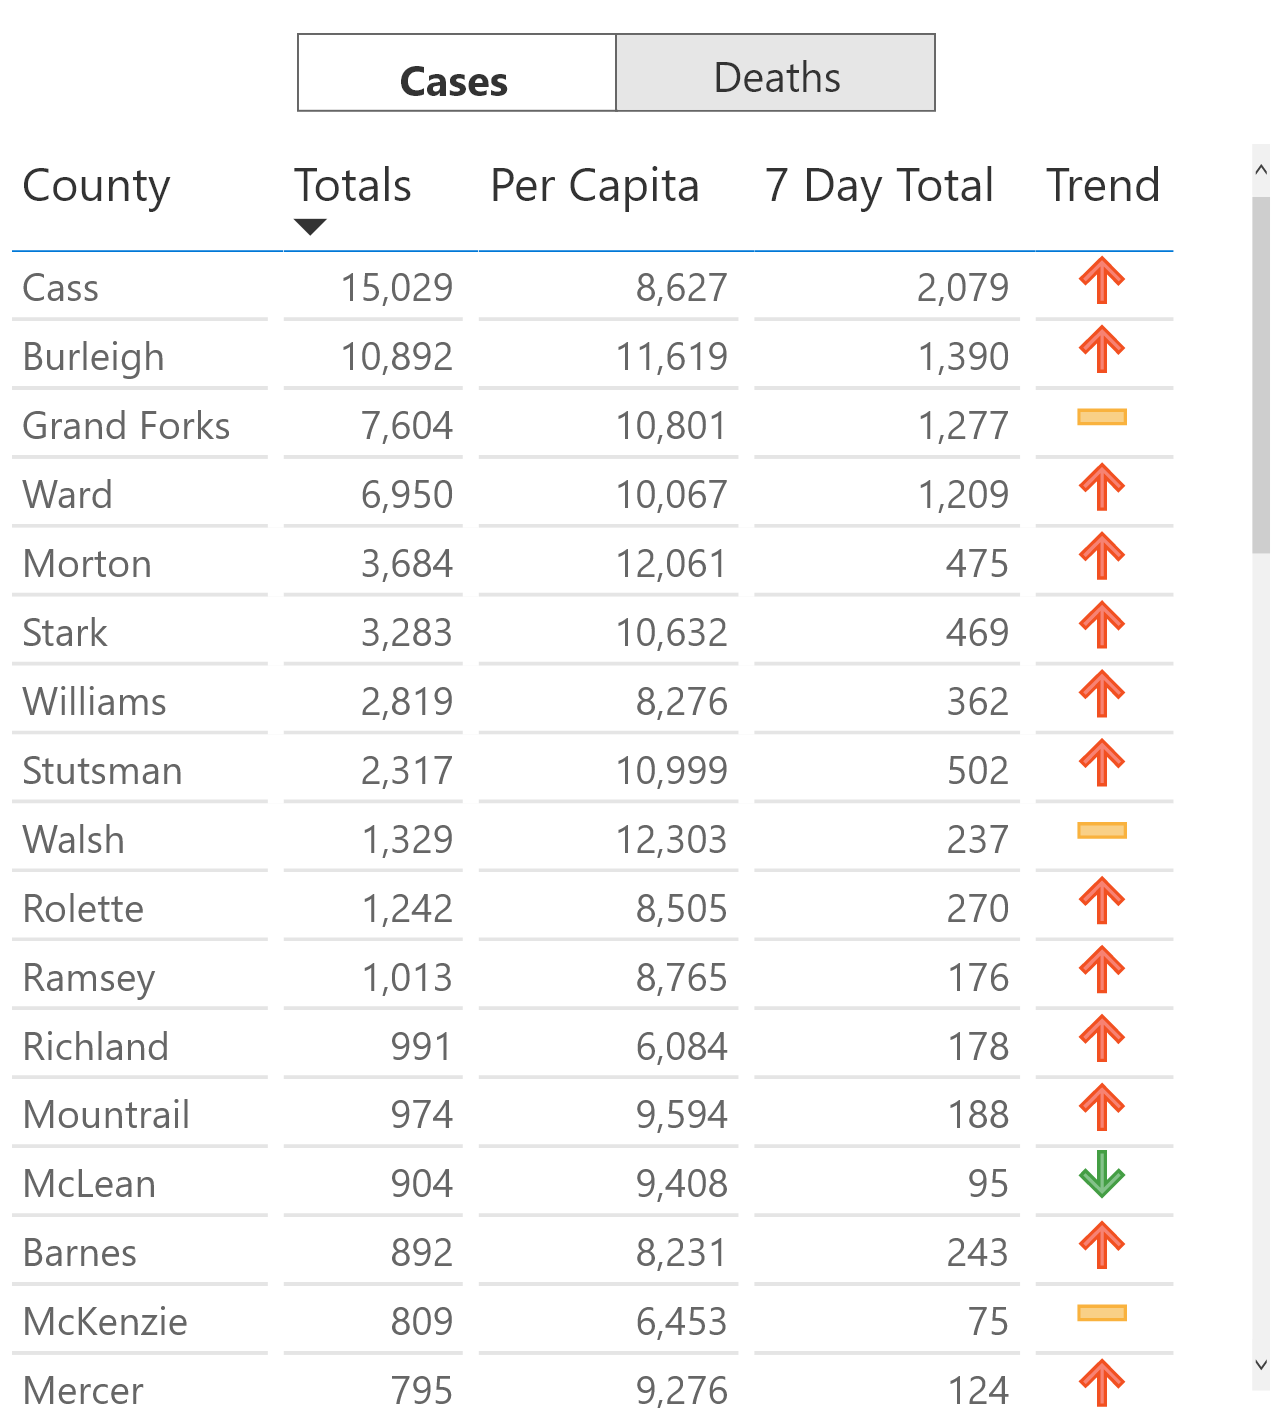 Cases Deaths
County Totals Per Capita 7 Day Total Trend
Cass 15,029 8,627 2,079
Burleigh 10,892 11,619 1,390
Grand Forks 7,604 10,801 1,277
Ward 6,950 10,067 1,209
Morton 3,684 12,061 475
Stark 3,283 10,632 469
Williams 2,819 8,276 362
Stutsman 2,317 10,999 502
Walsh 1,329 12,303 237
Rolette 1,242 8,505 270
Ramsey 1,013 8,765 176
Richland 991 6,084 178
Mountrail 974 9,594 188
McLean 904 9,408 95
Barnes 892 8,231 243
McKenzie 809 6,453 75
Mercer 795 9,276 124